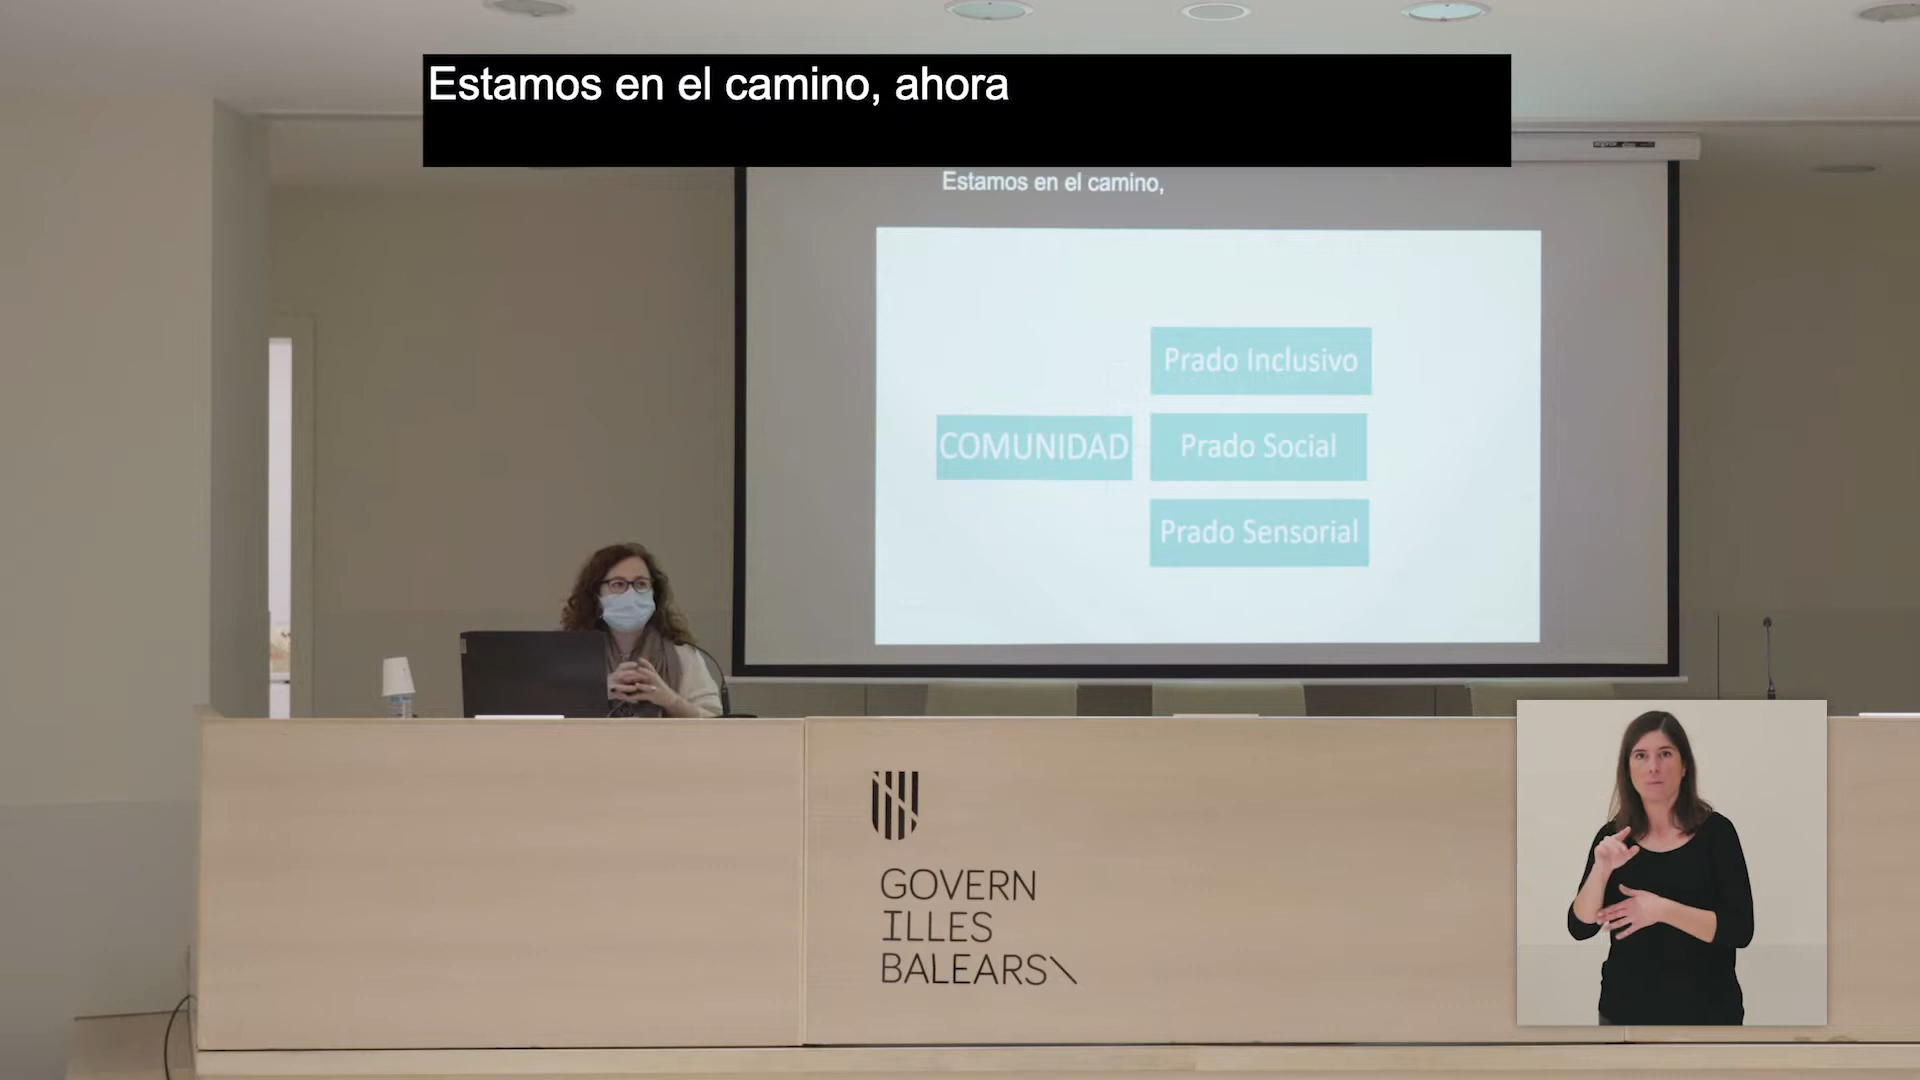 Estamos en el camino, ahora
Estamos en el camino,
Prado Inclusivo
COMUNIDAD
Prado Social
Prado Sensorial
GOVERN
ILLES
BALEARS